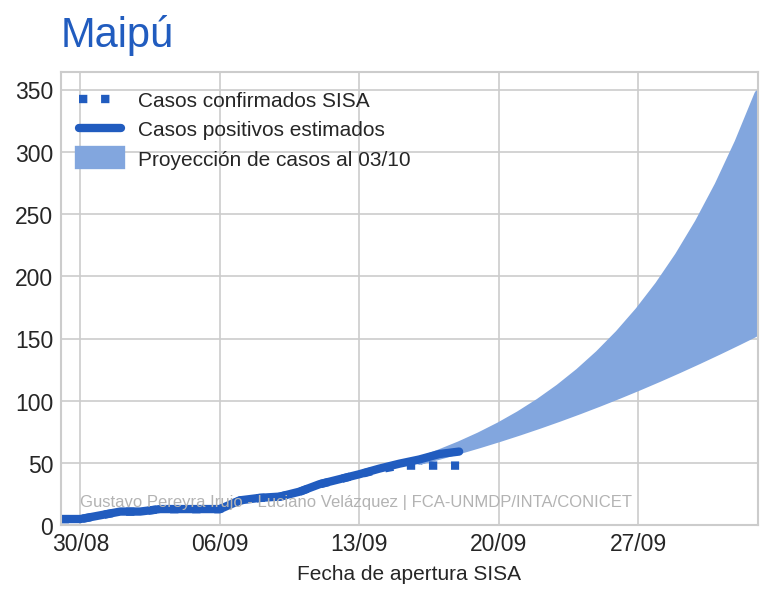 Maipú
350
300
250
200
150
100
50
0
Casos confirmados SISA
Casos positivos estimados
Proyección de casos al 03/10
Gustavo Pereyra Irujo - Luciano Velázquez | FCA-UNMDP/INTA/CONICET
30/08 06/09 13/09 20/09 27/09
Fecha de apertura SISA